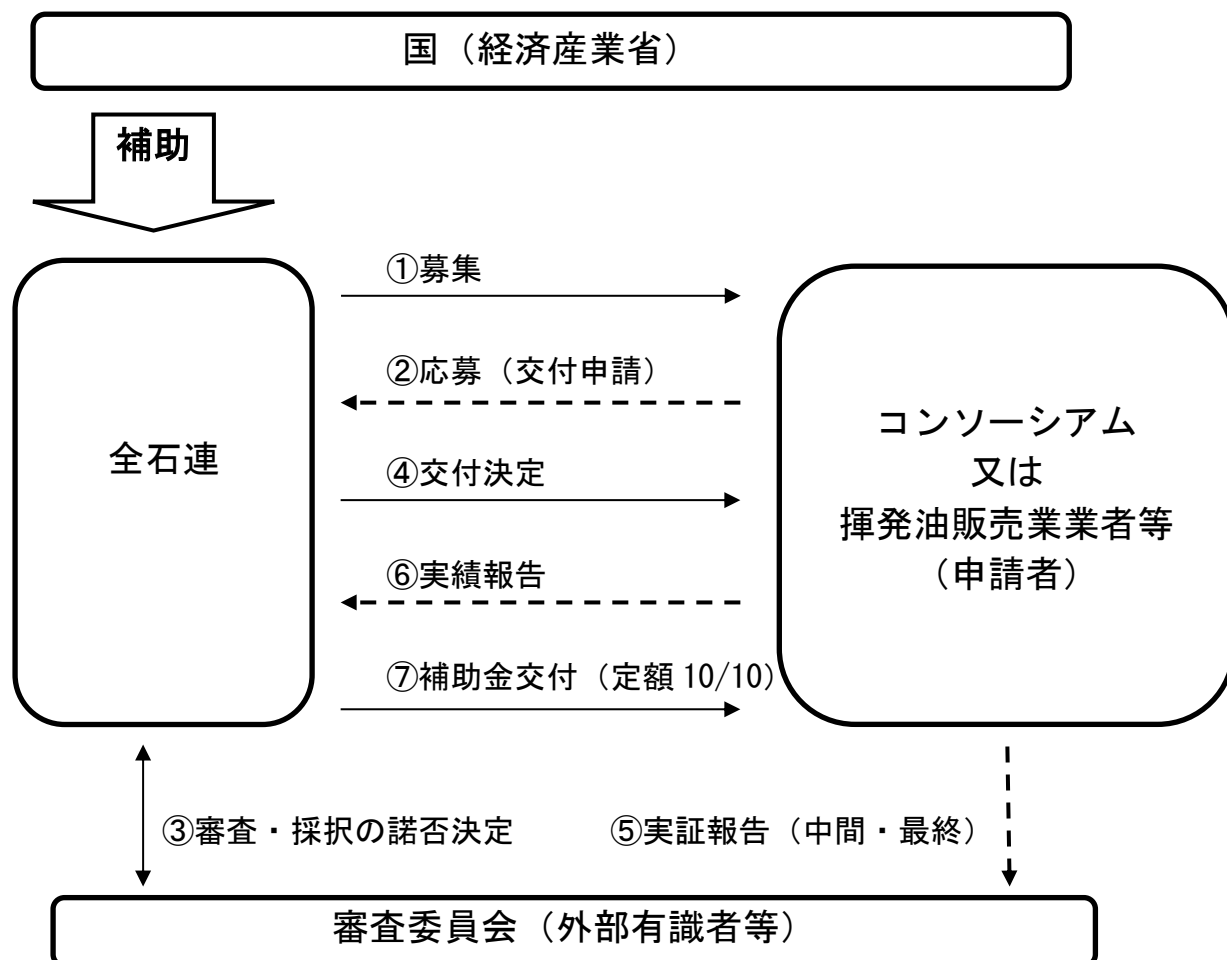 国（経済産業省）
補助
①募集
②応募（交付申請）
全石連
コンソーシアム
又は
揮発油販売業業者等
（申請者）
④交付決定
⑥実績報告
⑦補助金交付（定額 10/10）
③審査・採択の諾否決定
⑤実証報告（中間・最終）
審査委員会（外部有識者等）